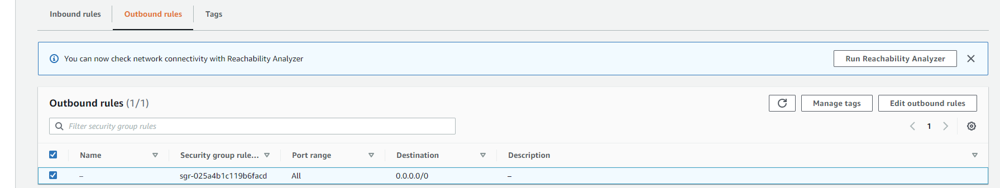 Inbound rules Outbound rules Tags
You can now check network connectivity with Reachability Analyzer Run Reachability Analyzer
Outbound rules (1/1) Manage tags Edit outbound rules
Filter security group rules 1
Name Security group rule... Port range Destination Description
– sgr-025a4b1c119b6facd All 0.0.0.0/0 –